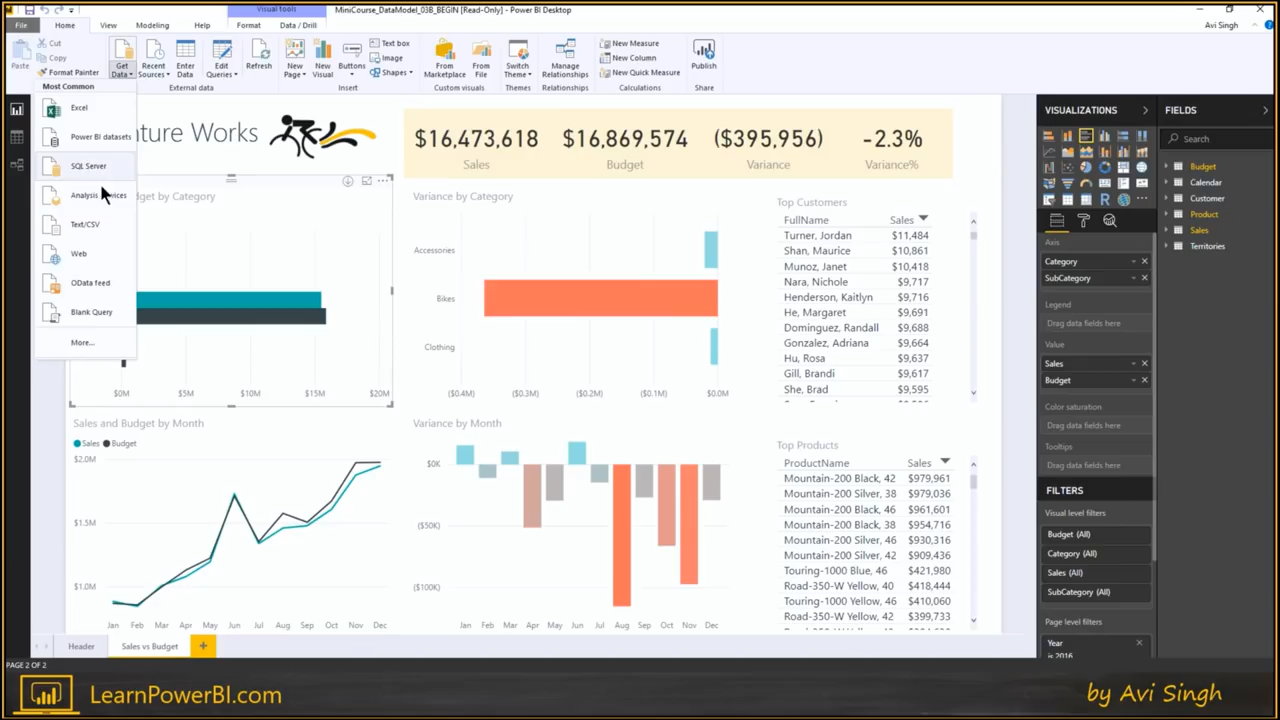 Visual tools
MiniCourse_DataModel_03B_BEGIN [Read-Only] - Power BI Desktop
File
Home
View
Modeling
Help
Format
Data / Drill
Avi Singh
Paste
Cut
Copy
Format Painter
Get Data
Recent Sources
Enter Data
Edit Queries
Refresh
New Page
New Visual
Buttons
Text box
Image
Shapes
From Marketplace
From File
Switch Theme
Manage Relationships
New Measure
New Column
New Quick Measure
Publish
External data
Insert
Custom visuals
Calculations
Share
Most Common
Excel
Power BI datasets
SQL Server
Analysis
Text/CSV
Web
OData feed
Blank Query
More...
Works
$16,473,618
Sales
$16,869,574
Budget
($395,956)
Variance
-2.3%
Variance%
by Category
$0M
$10M
$15M
$20M
Variance by Category
Accessories
Bikes
Clothing
($0.4M)
($0.3M)
($0.2M)
($0.1M)
$0.0M
Top Customers
FullName Sales
Turner, Jordan $11,484
Shan, Maurice $10,861
Munoz, Janet $10,418
Nara, Nichole $9,717
Henderson, Kaitlyn $9,716
He, Margaret $9,691
Dominguez, Randall $9,688
Gonzalez, Adriana $9,664
Hu, Rosa $9,637
Gill, Brandi $9,617
She, Brad $9,595
Sales and Budget by Month
Sales Budget
$2.0M
$1.5M
$1.0M
Jan Feb Mar Apr May Jun Jul Aug Sep Oct Nov Dec
Variance by Month
$0K
($50K)
($100K)
Jan Feb Mar Apr May Jun Jul Aug Sep Oct Nov Dec
Top Products
ProductName Sales
Mountain-200 Black, 42 $979,961
Mountain-200 Silver, 38 $979,036
Mountain-200 Black, 46 $961,601
Mountain-200 Black, 38 $954,716
Mountain-200 Silver, 46 $930,316
Mountain-200 Silver, 42 $909,436
Touring-1000 Blue, 46 $421,980
Road-350-W Yellow, 40 $418,444
Touring-1000 Yellow, 46 $410,060
Road-350-W Yellow, 42 $399,733
VISUALIZATIONS
R
Axis
Category
SubCategory
Legend
Drag data fields here
Value
Sales
Budget
Color saturation
Drag data fields here
Tooltips
Drag data fields here
FILTERS
Visual level filters
Budget (All)
Category (All)
Sales (All)
SubCategory (All)
Page level filters
Year
is 2016
FIELDS
Search
Budget
Calendar
Customer
Product
Sales
Territories
Header
Sales vs Budget
PAGE 2 OF 2
LearnPowerBI.com
by Avi Singh